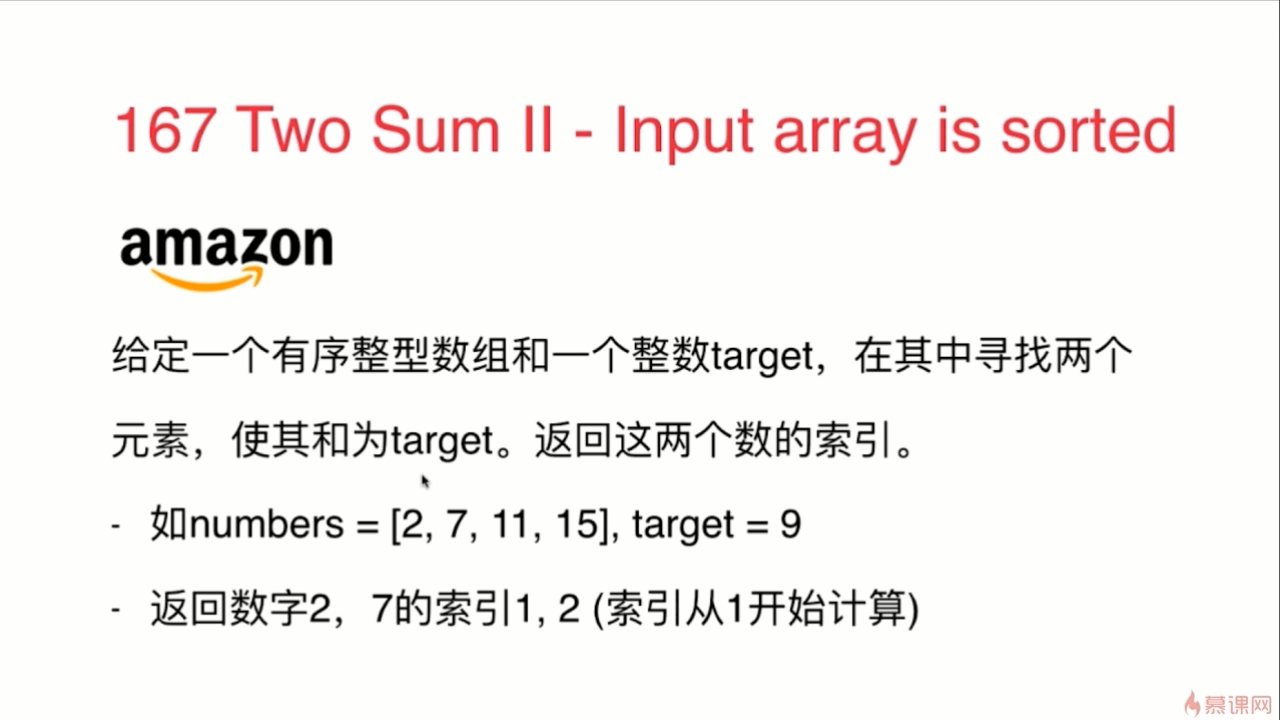 167 Two Sum II - Input array is sorted
amazon
给定一个有序整型数组和一个整数target，在其中寻找两个
元素，使其和为target。返回这两个数的索引。
- 如numbers = [2, 7, 11, 15], target = 9
- 返回数字2，7的索引1, 2 (索引从1开始计算)
慕课网